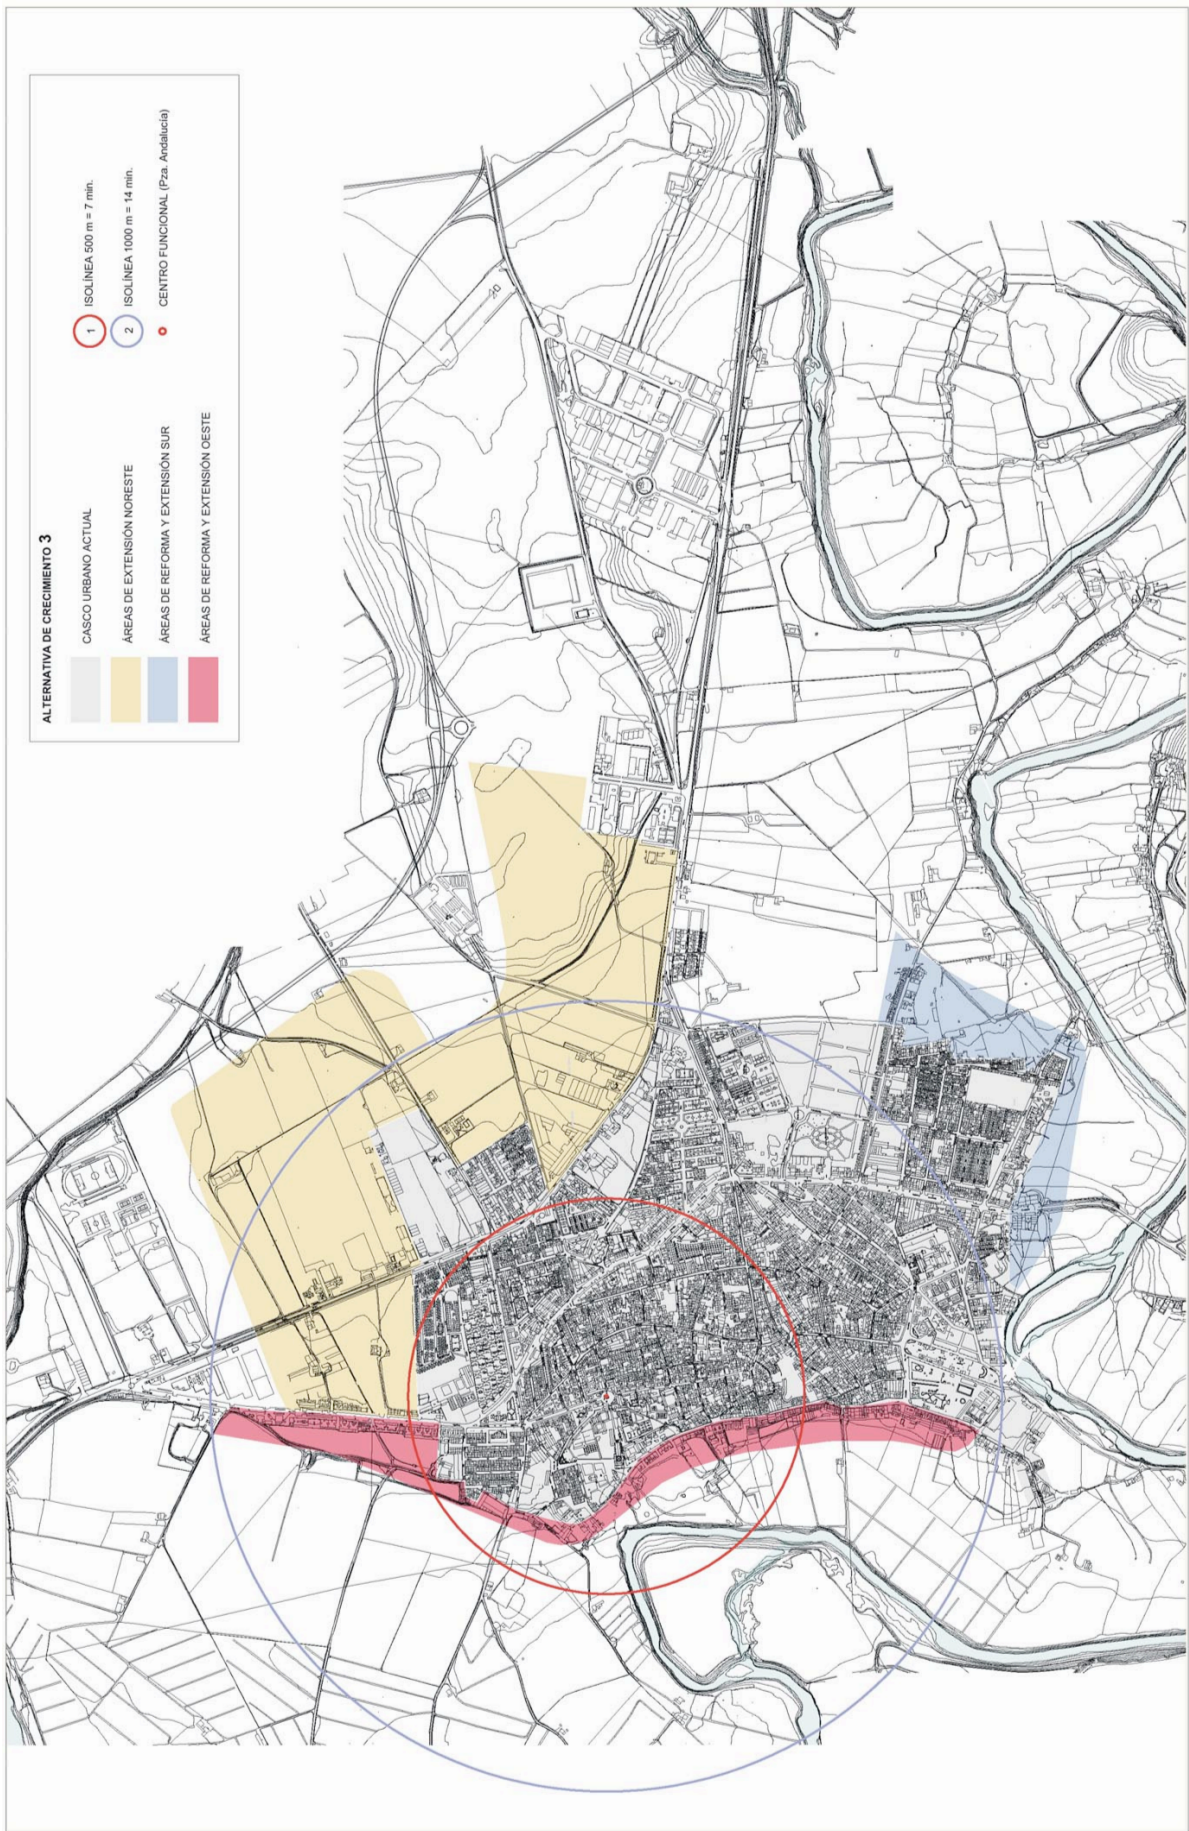 ALTERNATIVA DE CRECIMIENTO 3
CASCO URBANO ACTUAL
ÁREAS DE EXTENSIÓN NORESTE
ÁREAS DE REFORMA Y EXTENSIÓN SUR
ÁREAS DE REFORMA Y EXTENSIÓN OESTE
1 ISOLÍNEA 500 m = 7 min.
2 ISOLÍNEA 1000 m = 14 min.
CENTRO FUNCIONAL (Pza. Andalucía)